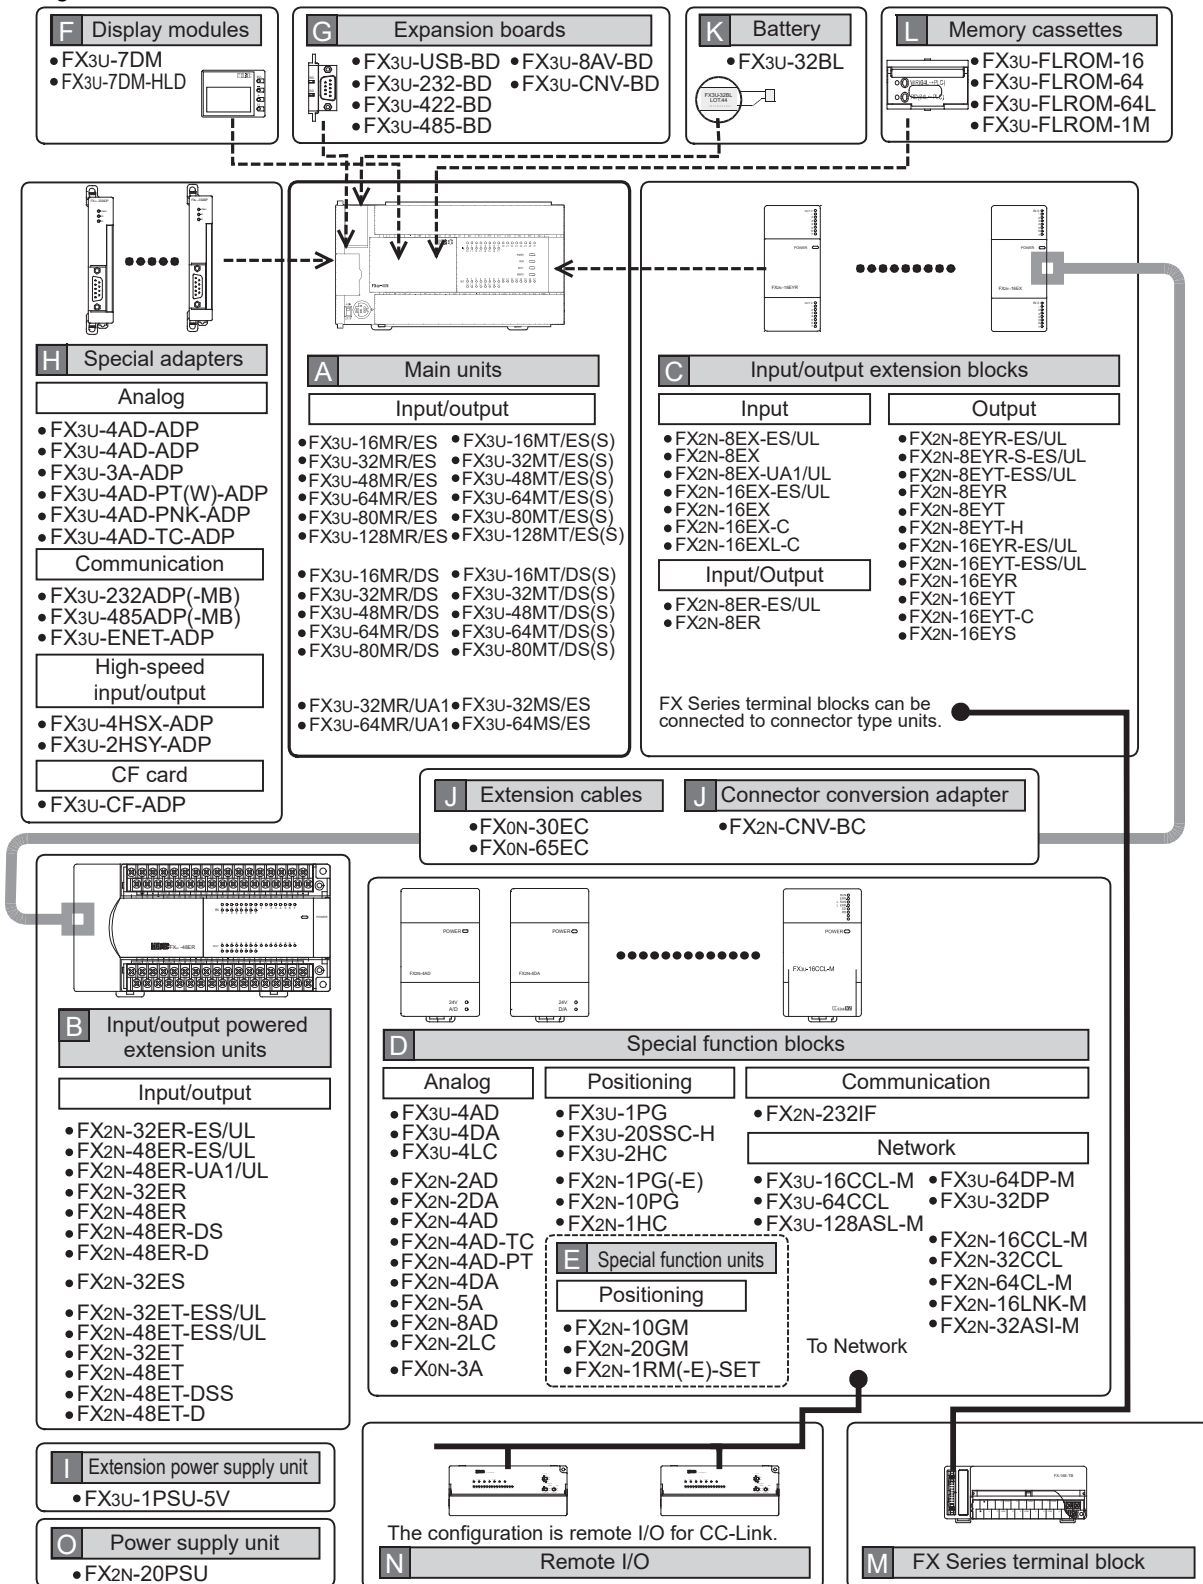 F Display modules
•FX3U-7DM
•FX3U-7DM-HLD
G Expansion boards
•FX3U-USB-BD •FX3U-8AV-BD
•FX3U-232-BD •FX3U-CNV-BD
•FX3U-422-BD
•FX3U-485-BD
K Battery
•FX3U-32BL
FX3U-32BL
LOT.44
L Memory cassettes
•FX3U-FLROM-16
•FX3U-FLROM-64
•FX3U-FLROM-64L
•FX3U-FLROM-1M
POWER
FX2N-16EYR
POWER
FX2N-16EX
H Special adapters
Analog
•FX3U-4AD-ADP
•FX3U-4AD-ADP
•FX3U-3A-ADP
•FX3U-4AD-PT(W)-ADP
•FX3U-4AD-PNK-ADP
•FX3U-4AD-TC-ADP
Communication
•FX3U-232ADP(-MB)
•FX3U-485ADP(-MB)
•FX3U-ENET-ADP
High-speed
input/output
•FX3U-4HSX-ADP
•FX3U-2HSY-ADP
CF card
•FX3U-CF-ADP
A Main units
Input/output
•FX3U-16MR/ES •FX3U-16MT/ES(S)
•FX3U-32MR/ES •FX3U-32MT/ES(S)
•FX3U-48MR/ES •FX3U-48MT/ES(S)
•FX3U-64MR/ES •FX3U-64MT/ES(S)
•FX3U-80MR/ES •FX3U-80MT/ES(S)
•FX3U-128MR/ES •FX3U-128MT/ES(S)
•FX3U-16MR/DS •FX3U-16MT/DS(S)
•FX3U-32MR/DS •FX3U-32MT/DS(S)
•FX3U-48MR/DS •FX3U-48MT/DS(S)
•FX3U-64MR/DS •FX3U-64MT/DS(S)
•FX3U-80MR/DS •FX3U-80MT/DS(S)
•FX3U-32MR/UA1 •FX3U-32MS/ES
•FX3U-64MR/UA1 •FX3U-64MS/ES
C Input/output extension blocks
Input
•FX2N-8EX-ES/UL
•FX2N-8EX
•FX2N-8EX-UA1/UL
•FX2N-16EX-ES/UL
•FX2N-16EX
•FX2N-16EX-C
•FX2N-16EXL-C
Input/Output
•FX2N-8ER-ES/UL
•FX2N-8ER
Output
•FX2N-8EYR-ES/UL
•FX2N-8EYR-S-ES/UL
•FX2N-8EYT-ESS/UL
•FX2N-8EYR
•FX2N-8EYT
•FX2N-8EYT-H
•FX2N-16EYR-ES/UL
•FX2N-16EYT-ESS/UL
•FX2N-16EYR
•FX2N-16EYT
•FX2N-16EYT-C
•FX2N-16EYS
FX Series terminal blocks can be
connected to connector type units.
J Extension cables
•FX0N-30EC
•FX0N-65EC
J Connector conversion adapter
•FX2N-CNV-BC
B Input/output powered
extension units
Input/output
•FX2N-32ER-ES/UL
•FX2N-48ER-ES/UL
•FX2N-48ER-UA1/UL
•FX2N-32ER
•FX2N-48ER
•FX2N-48ER-DS
•FX2N-48ER-D
•FX2N-32ES
•FX2N-32ET-ESS/UL
•FX2N-48ET-ESS/UL
•FX2N-32ET
•FX2N-48ET
•FX2N-48ET-DSS
•FX2N-48ET-D
POWER
FX2N-4AD
24V
A/D
POWER
FX2N-4DA
24V
D/A
POWER
FX3U-16CCL-M
D Special function blocks
Analog
•FX3U-4AD
•FX3U-4DA
•FX3U-4LC
•FX2N-2AD
•FX2N-2DA
•FX2N-4AD
•FX2N-4AD-TC
•FX2N-4AD-PT
•FX2N-4DA
•FX2N-5A
•FX2N-8AD
•FX2N-2LC
•FX0N-3A
Positioning
•FX3U-1PG
•FX3U-20SSC-H
•FX3U-2HC
•FX2N-1PG(-E)
•FX2N-10PG
•FX2N-1HC
E Special function units
Positioning
•FX2N-10GM
•FX2N-20GM
•FX2N-1RM(-E)-SET
Communication
•FX2N-232IF
Network
•FX3U-16CCL-M •FX3U-64DP-M
•FX3U-64CCL •FX3U-32DP
•FX3U-128ASL-M
•FX2N-16CCL-M
•FX2N-32CCL
•FX2N-64CL-M
•FX2N-16LNK-M
•FX2N-32ASI-M
To Network
I Extension power supply unit
•FX3U-1PSU-5V
O Power supply unit
•FX2N-20PSU
The configuration is remote I/O for CC-Link.
N Remote I/O
M FX Series terminal block